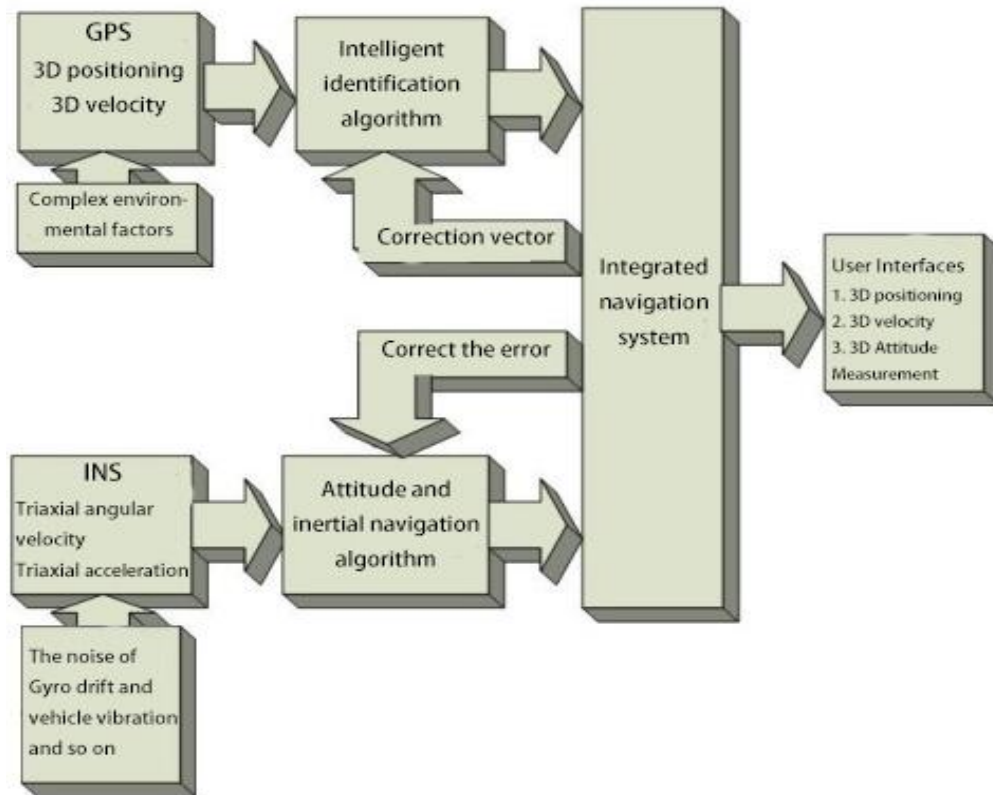 GPS
3D positioning
3D velocity
Complex environ-
mental factors
Intelligent
identification
algorithm
Correction vector
Correct the error
INS
Triaxial angular
velocity
Triaxial acceleration
The noise of
Gyro drift and
vehicle vibration
and so on
Attitude and
inertial navigation
algorithm
Integrated
navigation
system
User Interfaces
1. 3D positioning
2. 3D velocity
3. 3D Attitude
Measurement